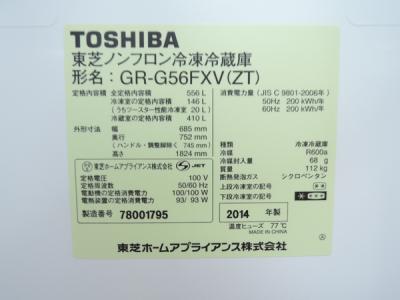 TOSHIBA
東芝ノンフロン冷凍冷蔵庫
形名：GR-G56FXV(ZT)
定格内容積 全定格内容積 556 L
冷凍室の定格内容積 146 L
(うちブースター性能冷凍室 20 L)
冷蔵室の定格内容積 410 L
外形寸法 幅 685 mm
奥行 752 mm
(ハンドル・調整脚除く 745 mm)
高さ 1824 mm
東芝ホームアプライアンス株式会社 JET
定格電圧 100 V
定格周波数 50/60 Hz
電動機の定格消費電力 100/100 W
電熱装置の定格消費電力 93/ 93 W
製造番号 78001795
消費電力量 (JIS C 9801-2006年)
50Hz 200 kWh/年
60Hz 200 kWh/年
種類 冷凍冷蔵庫
冷媒 R600a
冷媒封入量 68 g
質量 112 kg
断熱発泡ガス シクロペンタン
上段冷凍室の記号
下段冷凍室の記号
2014 年製
温度ヒューズ 77℃
MADE IN CHINA
東芝ホームアプライアンス株式会社